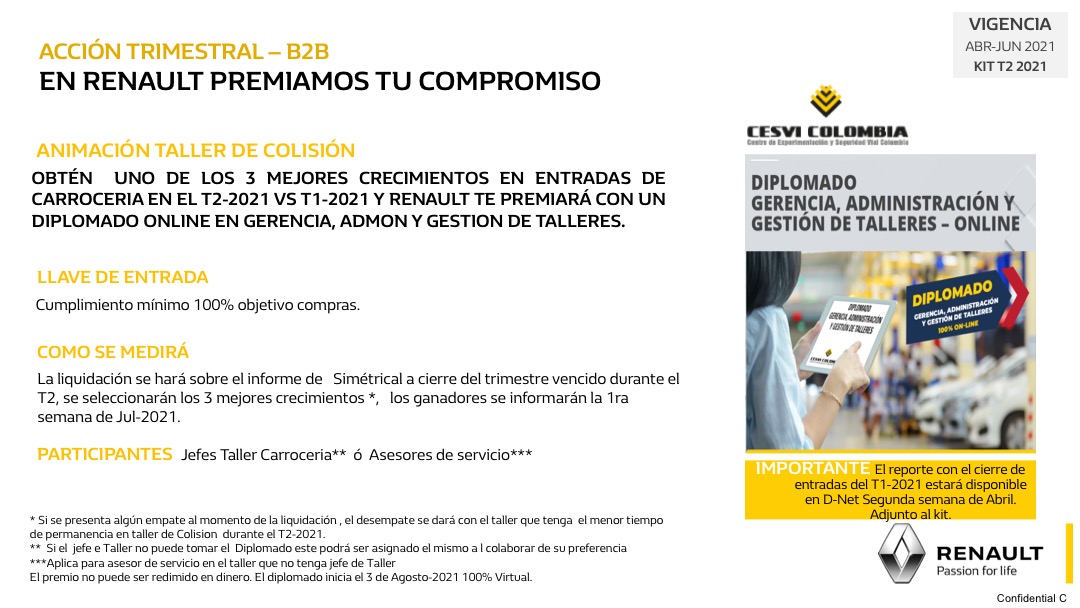 VIGENCIA
ABR-JUN 2021
KIT T2 2021
ACCIÓN TRIMESTRAL – B2B
EN RENAULT PREMIAMOS TU COMPROMISO
ANIMACIÓN TALLER DE COLISIÓN
OBTÉN UNO DE LOS 3 MEJORES CRECIMIENTOS EN ENTRADAS DE
CARROCERIA EN EL T2-2021 VS T1-2021 Y RENAULT TE PREMIARÁ CON UN
DIPLOMADO ONLINE EN GERENCIA, ADMON Y GESTION DE TALLERES.
LLAVE DE ENTRADA
Cumplimiento mínimo 100% objetivo compras.
COMO SE MEDIRÁ
La liquidación se hará sobre el informe de Simétrical a cierre del trimestre vencido durante el
T2, se seleccionarán los 3 mejores crecimientos *, los ganadores se informarán la 1ra
semana de Jul-2021.
PARTICIPANTES Jefes Taller Carroceria** ó Asesores de servicio***
* Si se presenta algún empate al momento de la liquidación , el desempate se dará con el taller que tenga el menor tiempo
de permanencia en taller de Colision durante el T2-2021.
** Si el jefe e Taller no puede tomar el Diplomado este podrá ser asignado el mismo a l colaborar de su preferencia
***Aplica para asesor de servicio en el taller que no tenga jefe de Taller
El premio no puede ser redimido en dinero. El diplomado inicia el 3 de Agosto-2021 100% Virtual.
CESVI COLOMBIA
Centro de Experimentación y Seguridad Vial Colombia
DIPLOMADO
GERENCIA, ADMINISTRACIÓN Y
GESTIÓN DE TALLERES – ONLINE
DIPLOMADO
GERENCIA, ADMINISTRACIÓN
Y GESTIÓN DE TALLERES
100% ON-LINE
DIPLOMADO
GERENCIA, ADMINISTRACIÓN
Y GESTIÓN DE TALLERES
CESVI COLOMBIA
IMPORTANTE El reporte con el cierre de
entradas del T1-2021 estará disponible
en D-Net Segunda semana de Abril.
Adjunto al kit.
RENAULT
Passion for life
Confidential C